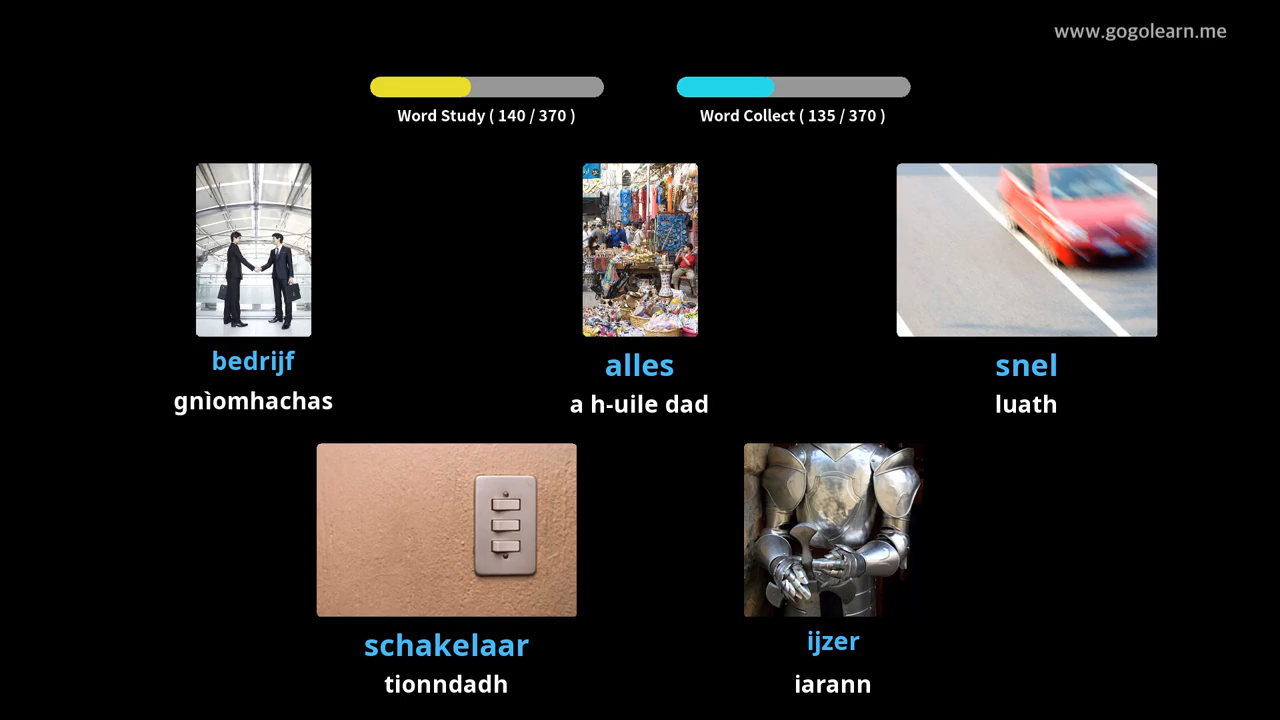 www.gogolearn.me
Word Study ( 140 / 370 )
Word Collect ( 135 / 370 )
bedrijf
gnìomhachas
alles
a h-uile dad
snel
luath
schakelaar
tionndadh
ijzer
iarann